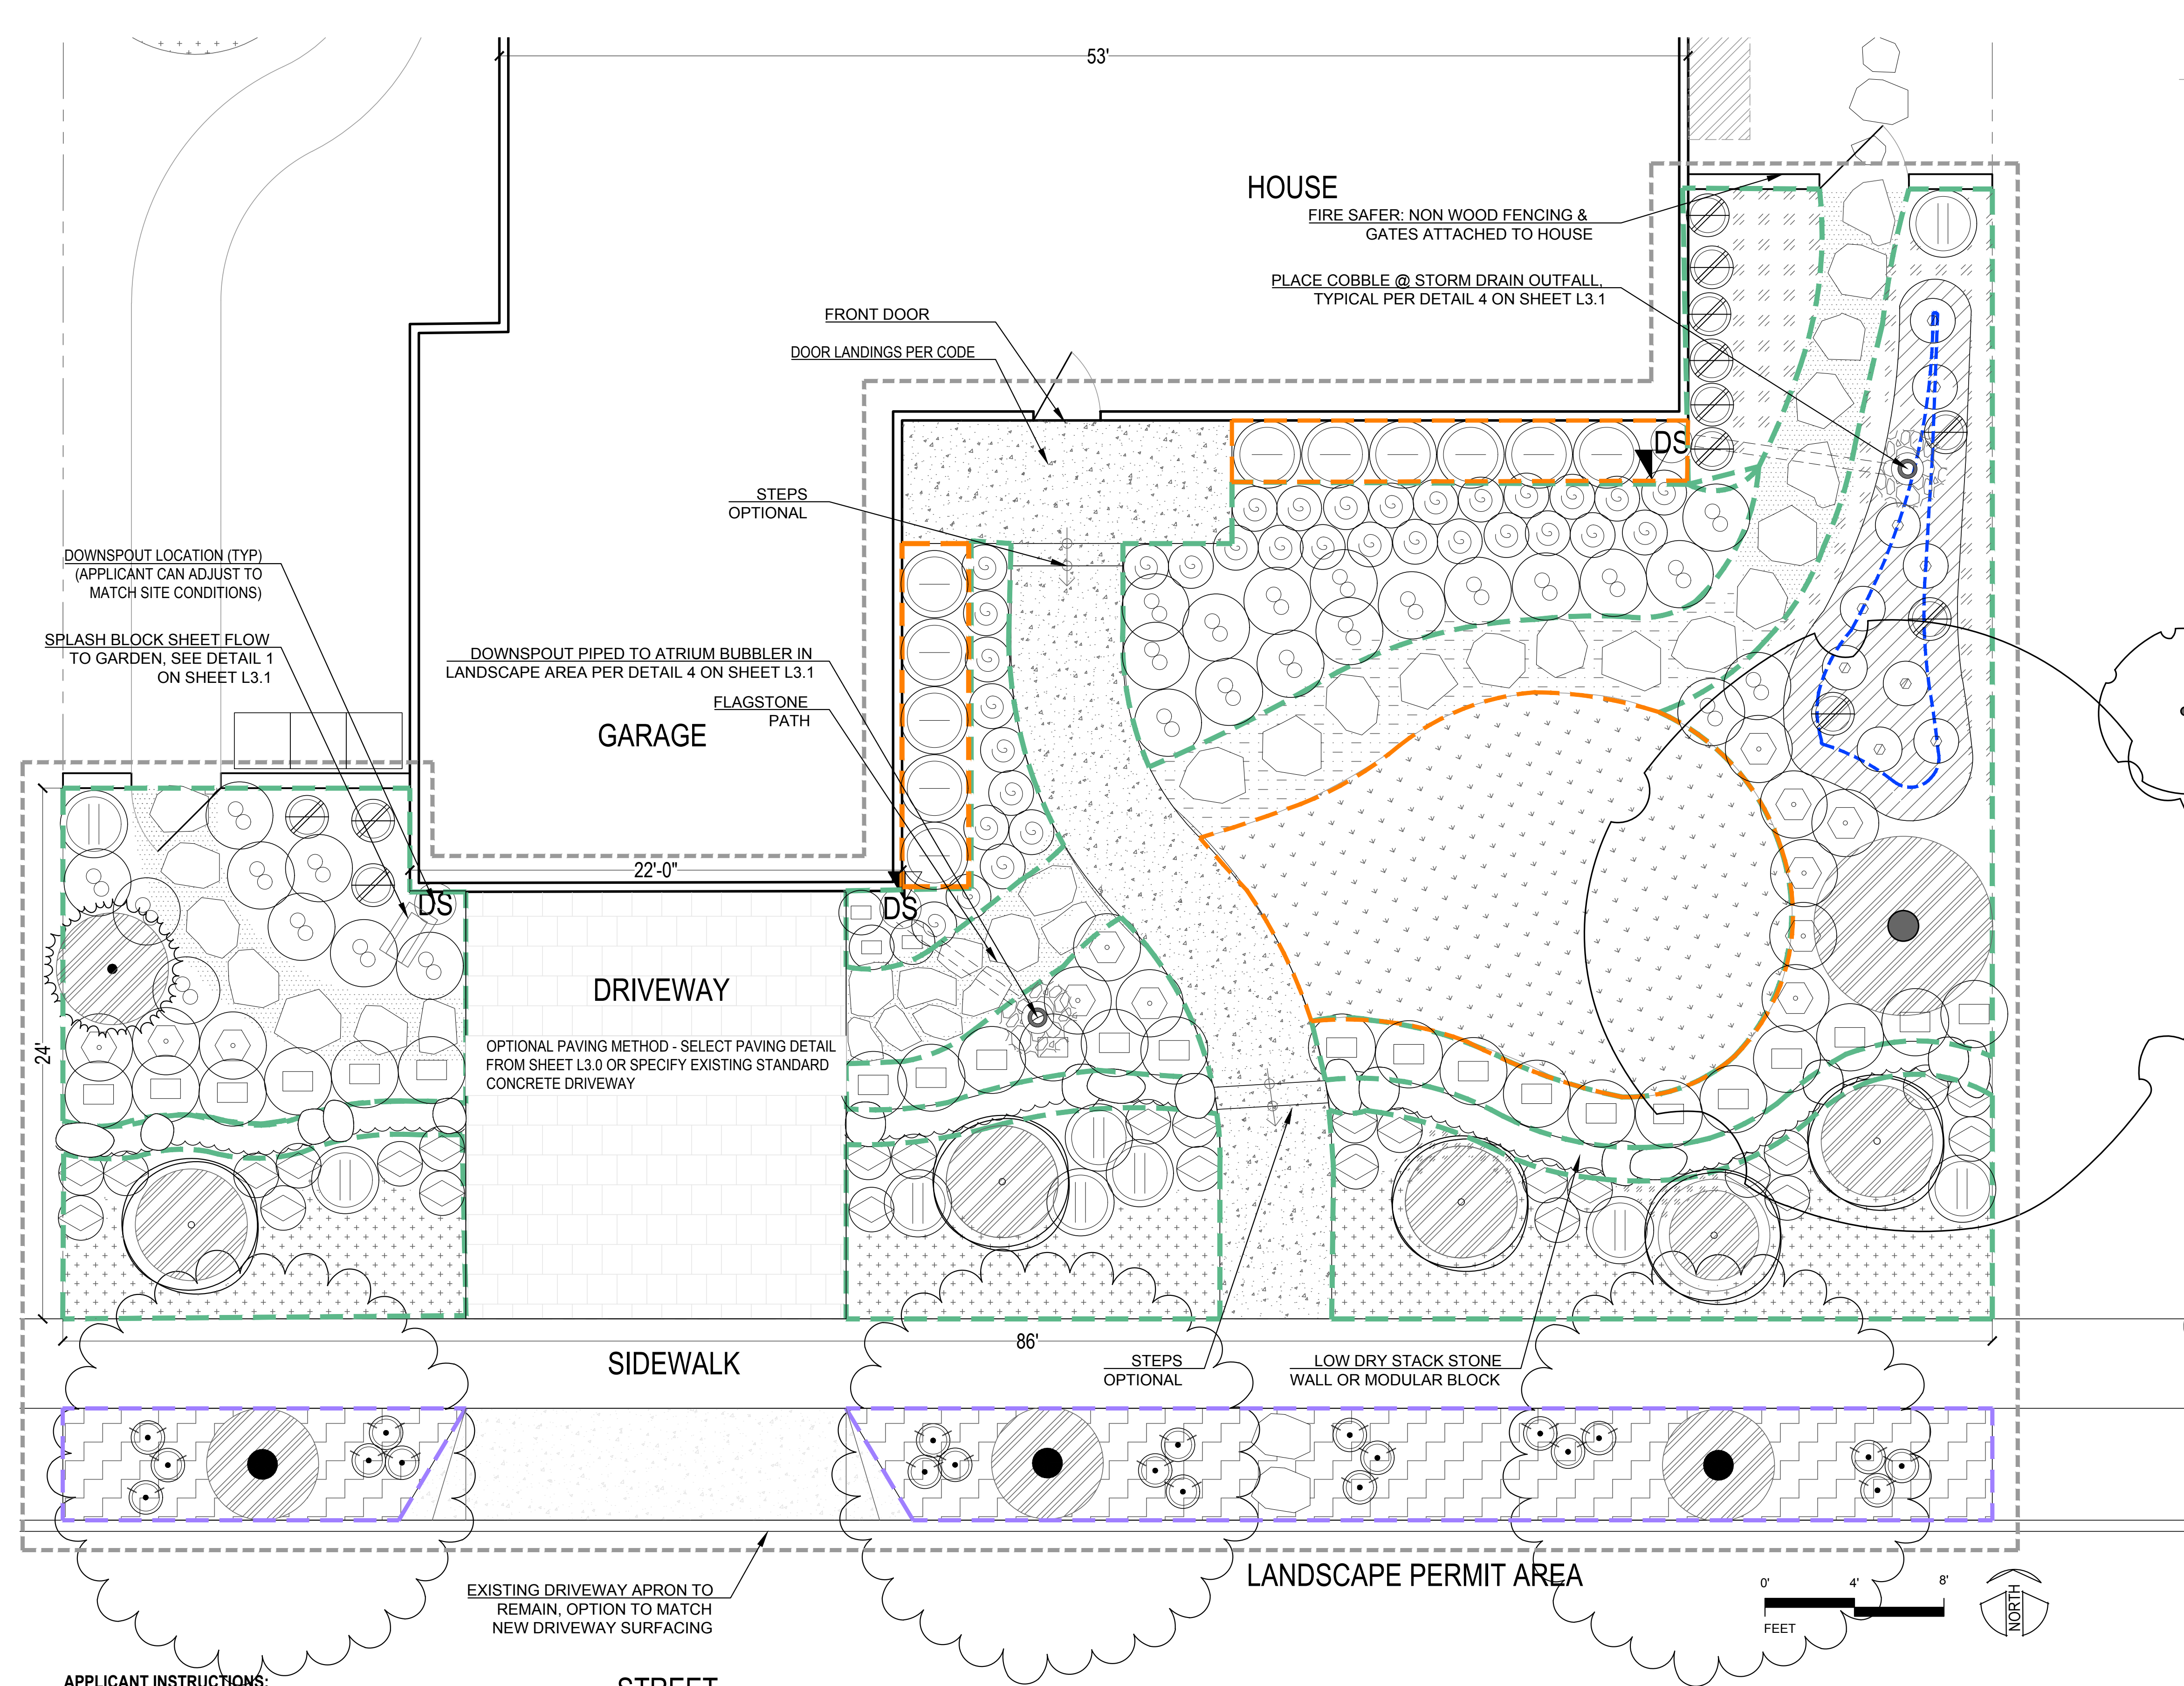 53'
HOUSE
FIRE SAFER: NON WOOD FENCING &
GATES ATTACHED TO HOUSE
PLACE COBBLE @ STORM DRAIN OUTFALL,
TYPICAL PER DETAIL 4 ON SHEET L3.1
FRONT DOOR
DOOR LANDINGS PER CODE
DS
STEPS
OPTIONAL
DOWNSPOUT LOCATION (TYP)
(APPLICANT CAN ADJUST TO
MATCH SITE CONDITIONS)
SPLASH BLOCK SHEET FLOW
TO GARDEN, SEE DETAIL 1
ON SHEET L3.1
DOWNSPOUT PIPED TO ATRIUM BUBBLER IN
LANDSCAPE AREA PER DETAIL 4 ON SHEET L3.1
FLAGSTONE
PATH
GARAGE
22'-0"
DS
DS
DRIVEWAY
24'
OPTIONAL PAVING METHOD - SELECT PAVING DETAIL
FROM SHEET L3.0 OR SPECIFY EXISTING STANDARD
CONCRETE DRIVEWAY
86'
SIDEWALK
STEPS
OPTIONAL
LOW DRY STACK STONE
WALL OR MODULAR BLOCK
EXISTING DRIVEWAY APRON TO
REMAIN, OPTION TO MATCH
NEW DRIVEWAY SURFACING
LANDSCAPE PERMIT AREA
0' 4' 8'
FEET
NORTH
APPLICANT INSTRUCTIONS:
STREET